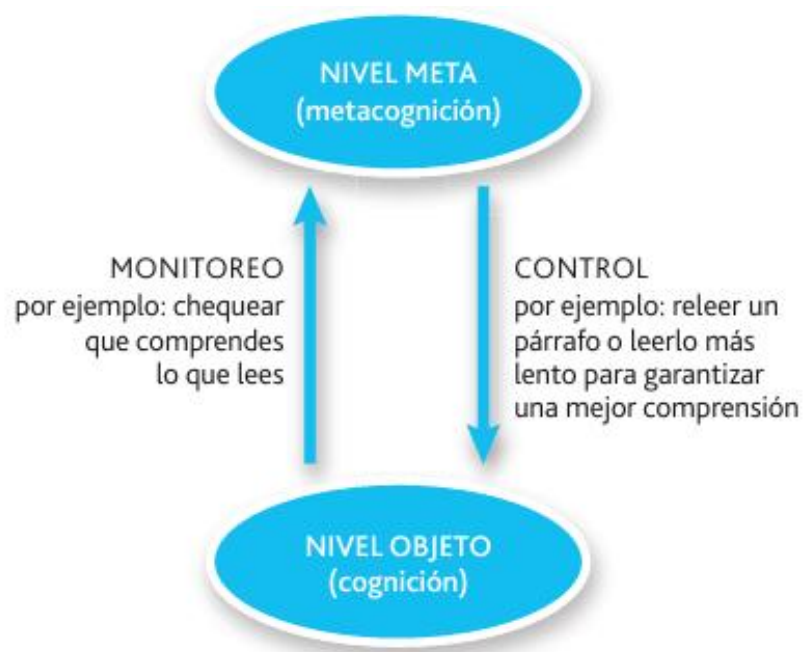 NIVEL META
(metacognición)
MONITOREO
por ejemplo: chequear
que comprendes
lo que lees
CONTROL
por ejemplo: releer un
párrafo o leerlo más
lento para garantizar
una mejor comprensión
NIVEL OBJETO
(cognición)